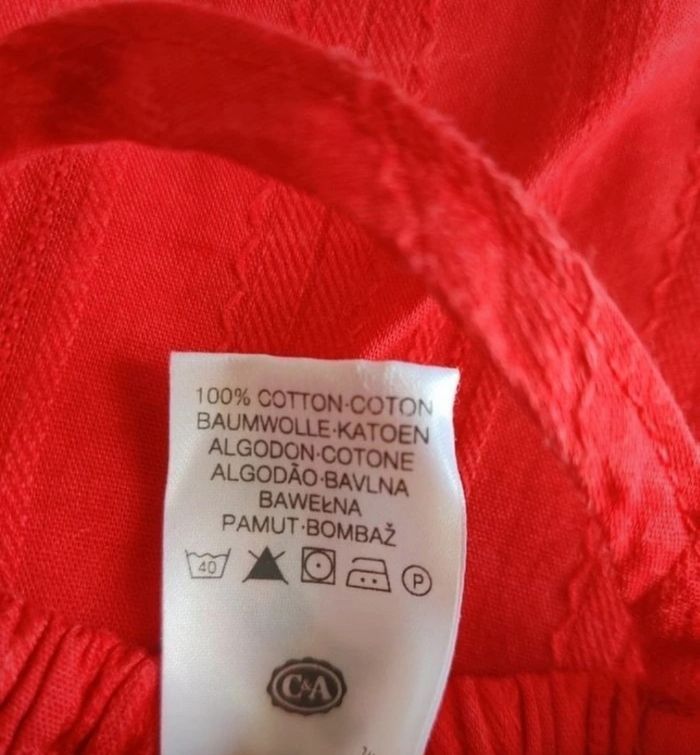 100% COTTON·COTON
BAUMWOLLE·KATOEN
ALGODON·COTONE
ALGODÃO·BAVLNA
BAWEŁNA
PAMUT·BOMBAŽ
40 P
C&A